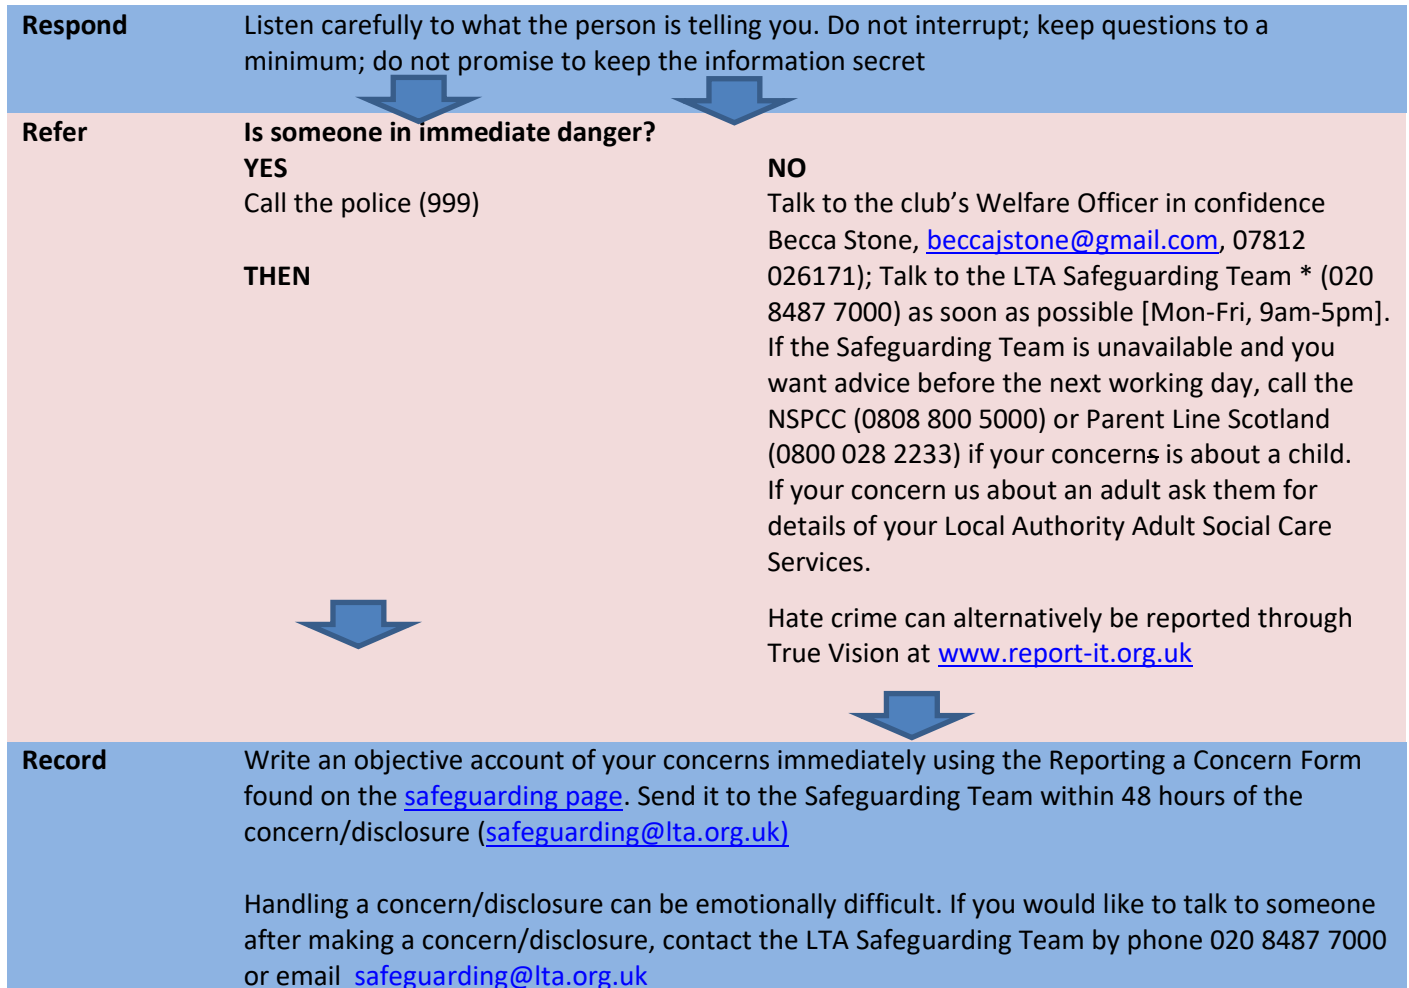 Respond Listen carefully to what the person is telling you. Do not interrupt; keep questions to a
minimum; do not promise to keep the information secret
Refer Is someone in immediate danger?
YES
Call the police (999)
THEN
NO
Talk to the club’s Welfare Officer in confidence
Becca Stone, beccajstone@gmail.com, 07812
026171); Talk to the LTA Safeguarding Team * (020
8487 7000) as soon as possible [Mon-Fri, 9am-5pm].
If the Safeguarding Team is unavailable and you
want advice before the next working day, call the
NSPCC (0808 800 5000) or Parent Line Scotland
(0800 028 2233) if your concerns is about a child.
If your concern us about an adult ask them for
details of your Local Authority Adult Social Care
Services.
Hate crime can alternatively be reported through
True Vision at www.report-it.org.uk
Record Write an objective account of your concerns immediately using the Reporting a Concern Form
found on the safeguarding page. Send it to the Safeguarding Team within 48 hours of the
concern/disclosure (safeguarding@lta.org.uk)
Handling a concern/disclosure can be emotionally difficult. If you would like to talk to someone
after making a concern/disclosure, contact the LTA Safeguarding Team by phone 020 8487 7000
or email safeguarding@lta.org.uk